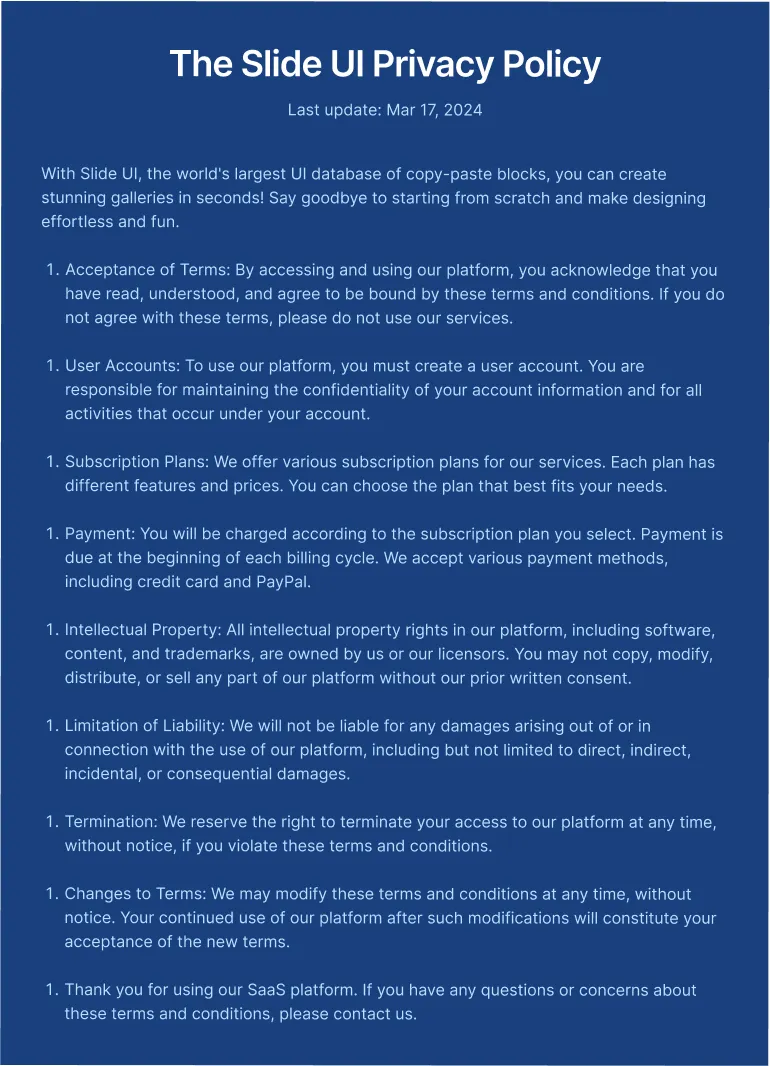 The Slide UI Privacy Policy
Last update: Mar 17, 2024
With Slide UI, the world's largest UI database of copy-paste blocks, you can create
stunning galleries in seconds! Say goodbye to starting from scratch and make designing
effortless and fun.
1. Acceptance of Terms: By accessing and using our platform, you acknowledge that you
have read, understood, and agree to be bound by these terms and conditions. If you do
not agree with these terms, please do not use our services.
1. User Accounts: To use our platform, you must create a user account. You are
responsible for maintaining the confidentiality of your account information and for all
activities that occur under your account.
1. Subscription Plans: We offer various subscription plans for our services. Each plan has
different features and prices. You can choose the plan that best fits your needs.
1. Payment: You will be charged according to the subscription plan you select. Payment is
due at the beginning of each billing cycle. We accept various payment methods,
including credit card and PayPal.
1. Intellectual Property: All intellectual property rights in our platform, including software,
content, and trademarks, are owned by us or our licensors. You may not copy, modify,
distribute, or sell any part of our platform without our prior written consent.
1. Limitation of Liability: We will not be liable for any damages arising out of or in
connection with the use of our platform, including but not limited to direct, indirect,
incidental, or consequential damages.
1. Termination: We reserve the right to terminate your access to our platform at any time,
without notice, if you violate these terms and conditions.
1. Changes to Terms: We may modify these terms and conditions at any time, without
notice. Your continued use of our platform after such modifications will constitute your
acceptance of the new terms.
1. Thank you for using our SaaS platform. If you have any questions or concerns about
these terms and conditions, please contact us.